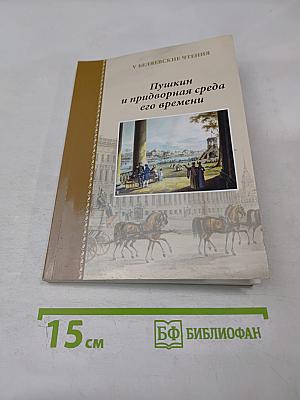 V БЕЛЯЕВСКИЕ ЧТЕНИЯ
Пушкин
и придворная среда
его времени
15 см
БФ БИБЛИОФАН